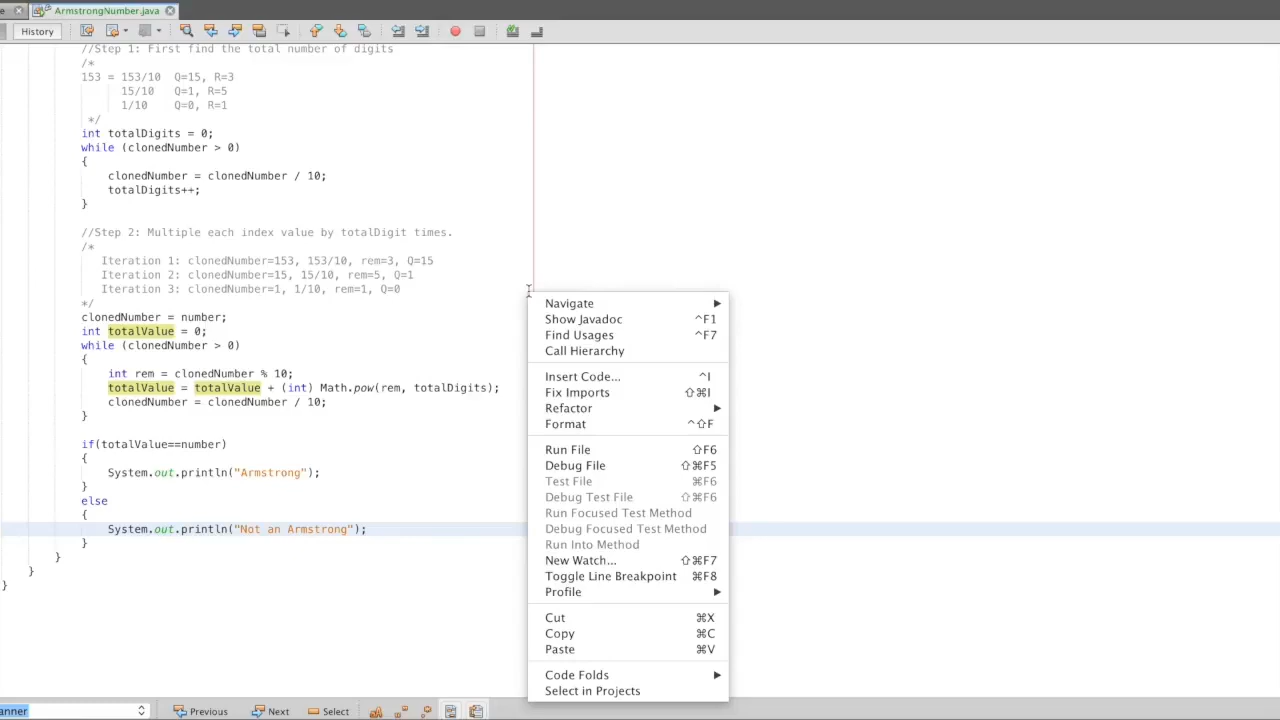 e ArmstrongNumber.java
History
//Step 1: First find the total number of digits
/*
153 = 153/10 Q=15, R=3
15/10 Q=1, R=5
1/10 Q=0, R=1
*/
int totalDigits = 0;
while (clonedNumber > 0)
{
clonedNumber = clonedNumber / 10;
totalDigits++;
}
//Step 2: Multiple each index value by totalDigit times.
/*
Iteration 1: clonedNumber=153, 153/10, rem=3, Q=15
Iteration 2: clonedNumber=15, 15/10, rem=5, Q=1
Iteration 3: clonedNumber=1, 1/10, rem=1, Q=0
*/
clonedNumber = number;
int totalValue = 0;
while (clonedNumber > 0)
{
int rem = clonedNumber % 10;
totalValue = totalValue + (int) Math.pow(rem, totalDigits);
clonedNumber = clonedNumber / 10;
}
if(totalValue==number)
{
System.out.println("Armstrong");
}
else
{
System.out.println("Not an Armstrong");
}
}
}
}
Navigate
Show Javadoc ^F1
Find Usages ^F7
Call Hierarchy
Insert Code... ^I
Fix Imports ⇧⌘I
Refactor
Format ^⇧F
Run File ⇧F6
Debug File ⇧⌘F5
Test File ⌘F6
Debug Test File ⇧⌘F6
Run Focused Test Method
Debug Focused Test Method
Run Into Method
New Watch... ⇧⌘F7
Toggle Line Breakpoint ⌘F8
Profile
Cut ⌘X
Copy ⌘C
Paste ⌘V
Code Folds
Select in Projects
anner Previous Next Select